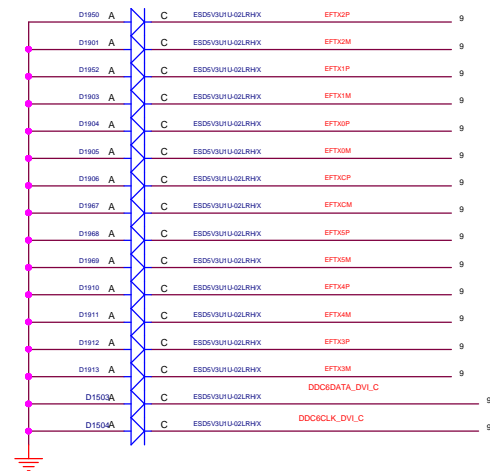 D1950 A C ESD5V3U1U-02LRH/X EFTX2P 9
D1901 A C ESD5V3U1U-02LRH/X EFTX2M 9
D1952 A C ESD5V3U1U-02LRH/X EFTX1P 9
D1903 A C ESD5V3U1U-02LRH/X EFTX1M 9
D1904 A C ESD5V3U1U-02LRH/X EFTX0P 9
D1905 A C ESD5V3U1U-02LRH/X EFTX0M 9
D1906 A C ESD5V3U1U-02LRH/X EFTXCP 9
D1967 A C ESD5V3U1U-02LRH/X EFTXCM 9
D1968 A C ESD5V3U1U-02LRH/X EFTX5P 9
D1969 A C ESD5V3U1U-02LRH/X EFTX5M 9
D1910 A C ESD5V3U1U-02LRH/X EFTX4P 9
D1911 A C ESD5V3U1U-02LRH/X EFTX4M 9
D1912 A C ESD5V3U1U-02LRH/X EFTX3P 9
D1913 A C ESD5V3U1U-02LRH/X EFTX3M 9
D1503 A C ESD5V3U1U-02LRH/X DDC6DATA_DVI_C 9
D1504 A C ESD5V3U1U-02LRH/X DDC6CLK_DVI_C 9